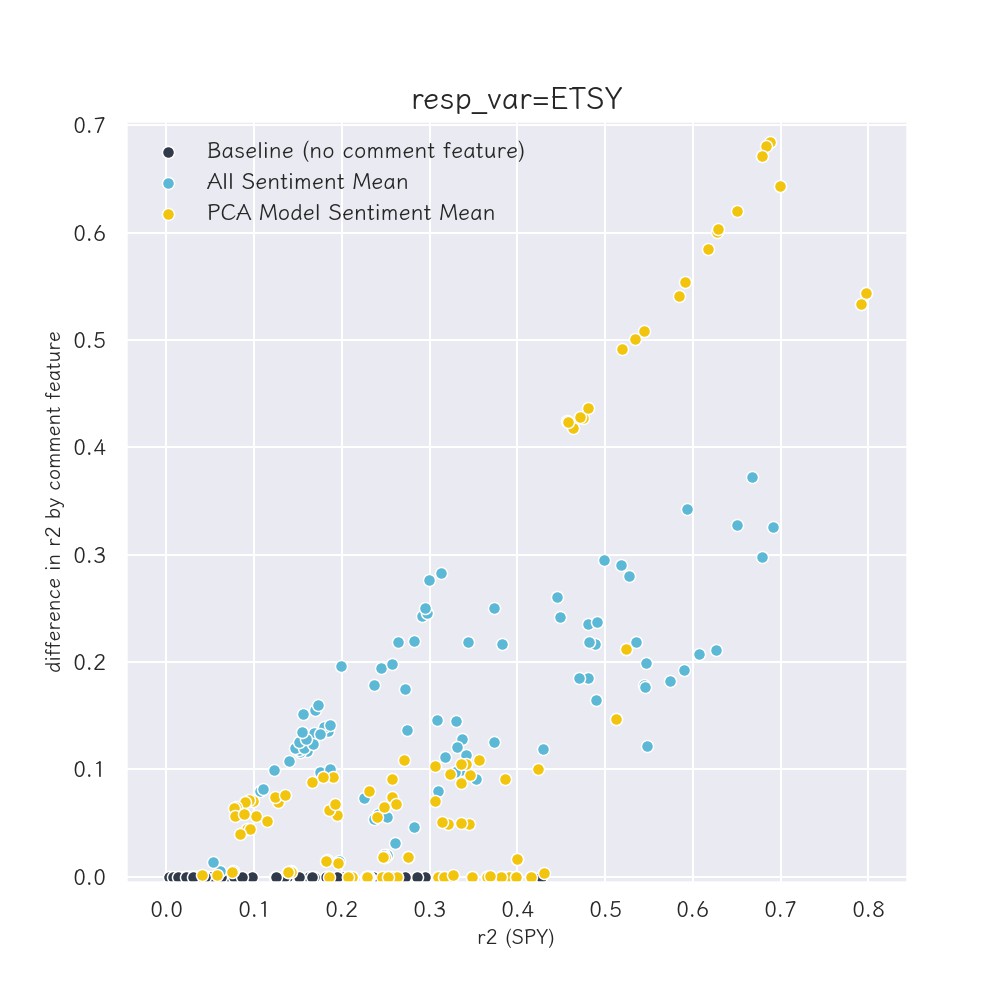 resp_var=ETSY
Baseline (no comment feature)
All Sentiment Mean
PCA Model Sentiment Mean
difference in r2 by comment feature
0.7
0.6
0.5
0.4
0.3
0.2
0.1
0.0
0.0 0.1 0.2 0.3 0.4 0.5 0.6 0.7 0.8
r2 (SPY)